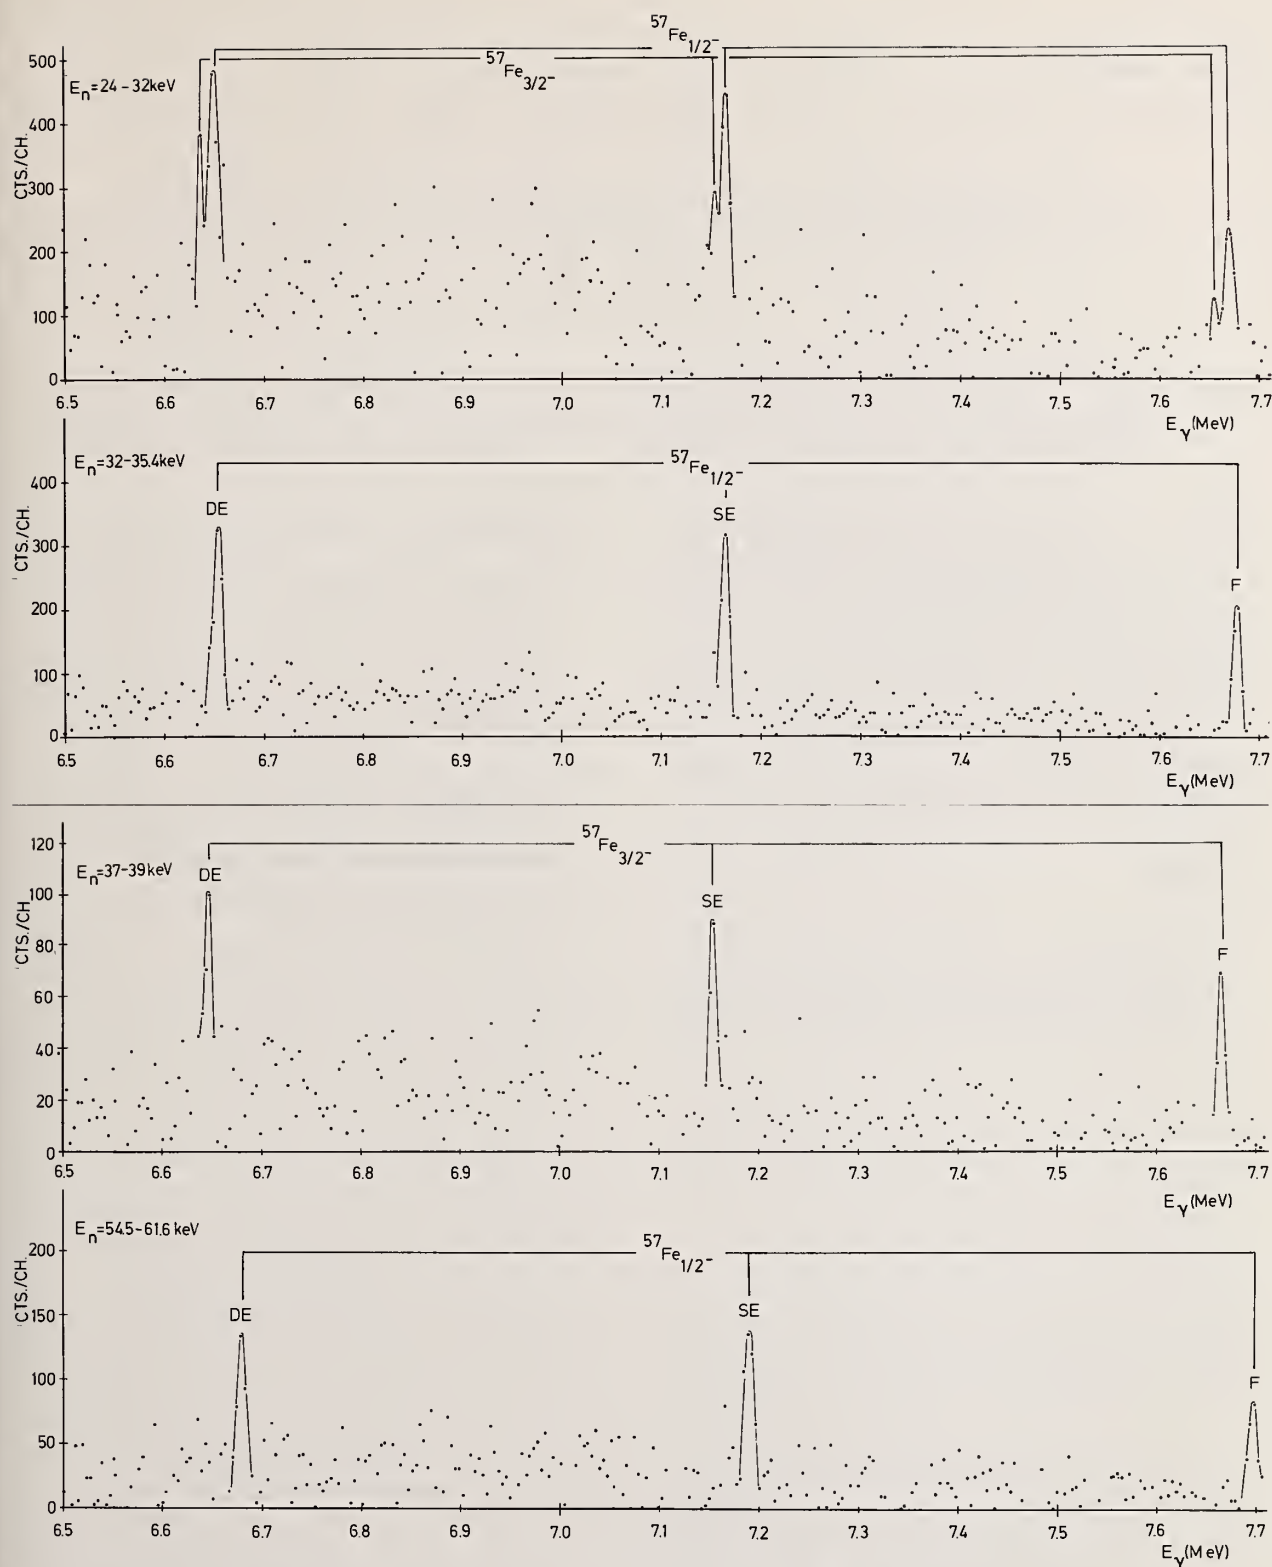 57Fe1/2-
57Fe3/2-
En=24-32keV
CTS./CH.
500
400
300
200
100
0
6.5 6.6 6.7 6.8 6.9 7.0 7.1 7.2 7.3 7.4 7.5 7.6 7.7
Eγ(MeV)
En=32-35.4keV
57Fe1/2-
CTS./CH.
400
300
200
100
0
DE SE F
6.5 6.6 6.7 6.8 6.9 7.0 7.1 7.2 7.3 7.4 7.5 7.6 7.7
Eγ(MeV)
57Fe3/2-
En=37-39keV
CTS./CH
120
100
80
60
40
20
0
DE SE F
6.5 6.6 6.7 6.8 6.9 7.0 7.1 7.2 7.3 7.4 7.5 7.6 7.7
Eγ(MeV)
En=54.5-61.6keV
57Fe1/2-
CTS./CH.
200
150
100
50
0
DE SE F
6.5 6.6 6.7 6.8 6.9 7.0 7.1 7.2 7.3 7.4 7.5 7.6 7.7
Eγ(MeV)